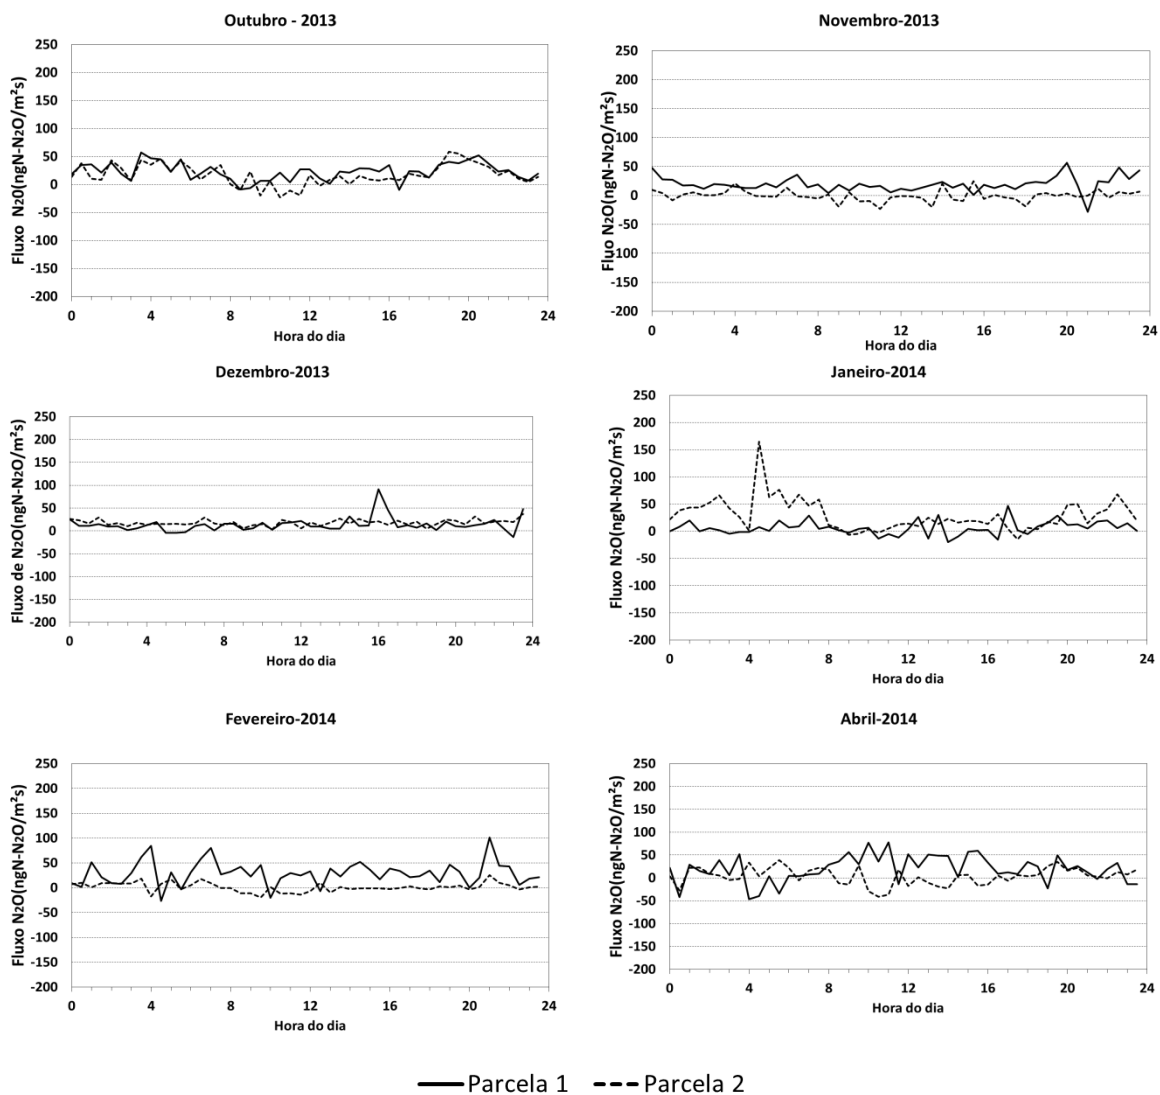 Outubro - 2013
Fluxo N₂0(ngN-N₂O/m²s)
250
200
150
100
50
0
-50
-100
-150
-200
0 4 8 12 16 20 24
Hora do dia
Novembro-2013
Fluo N₂O(ngN-N₂O/m²s)
250
200
150
100
50
0
-50
-100
-150
-200
0 4 8 12 16 20 24
Hora do dia
Dezembro-2013
Fluxo de N₂O(ngN-N₂O/m²s)
250
200
150
100
50
0
-50
-100
-150
-200
0 4 8 12 16 20 24
Hora do dia
Janeiro-2014
Fluxo N₂O(ngN-N₂O/m²s)
250
200
150
100
50
0
-50
-100
-150
-200
0 4 8 12 16 20 24
Hora do dia
Fevereiro-2014
Fluxo N₂O(ngN-N₂O/m²s)
250
200
150
100
50
0
-50
-100
-150
-200
0 4 8 12 16 20 24
Hora do dia
Abril-2014
Fluxo N₂O(ngN-N₂O/m²s)
250
200
150
100
50
0
-50
-100
-150
-200
0 4 8 12 16 20 24
Hora do dia
Parcela 1 Parcela 2